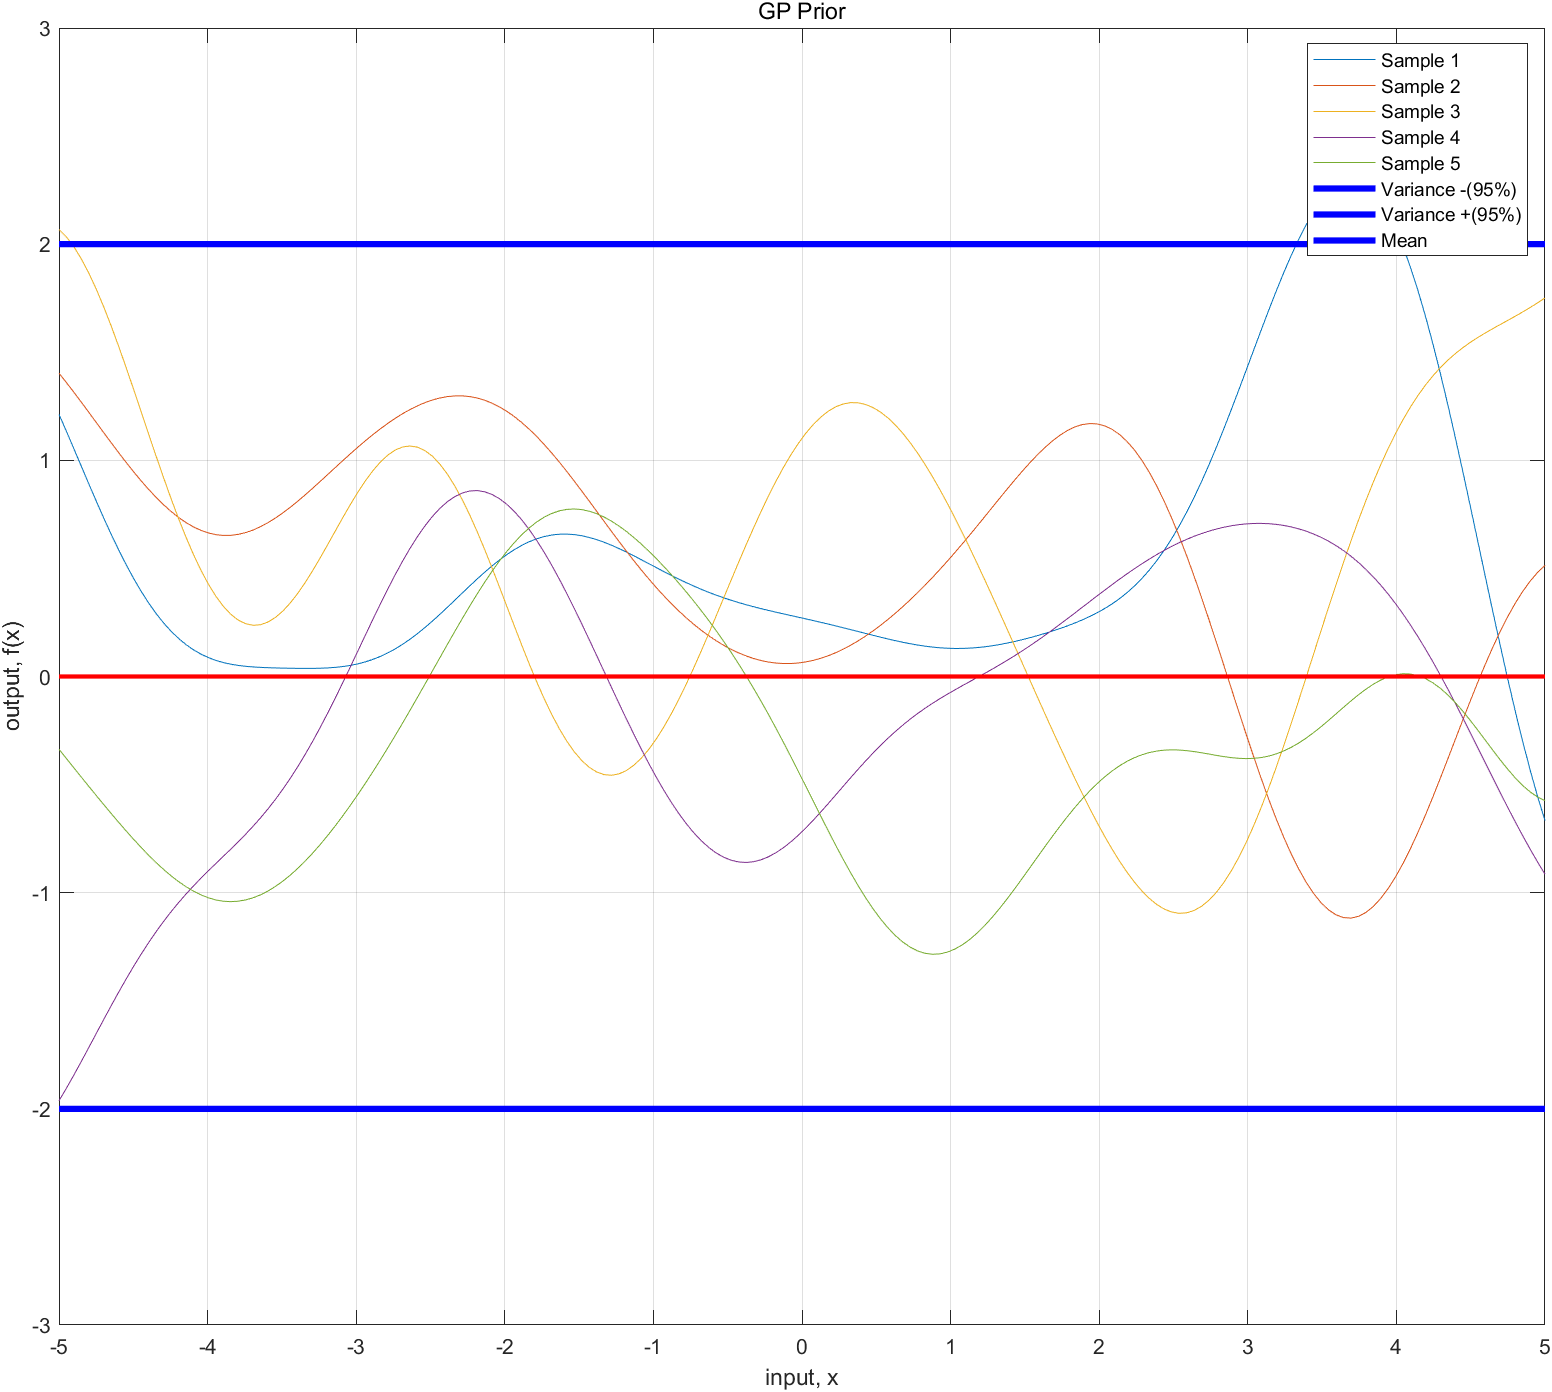 GP Prior
3
2
1
0
-1
-2
-3
output, f(x)
Sample 1
Sample 2
Sample 3
Sample 4
Sample 5
Variance -(95%)
Variance +(95%)
Mean
-5 -4 -3 -2 -1 0 1 2 3 4 5
input, x